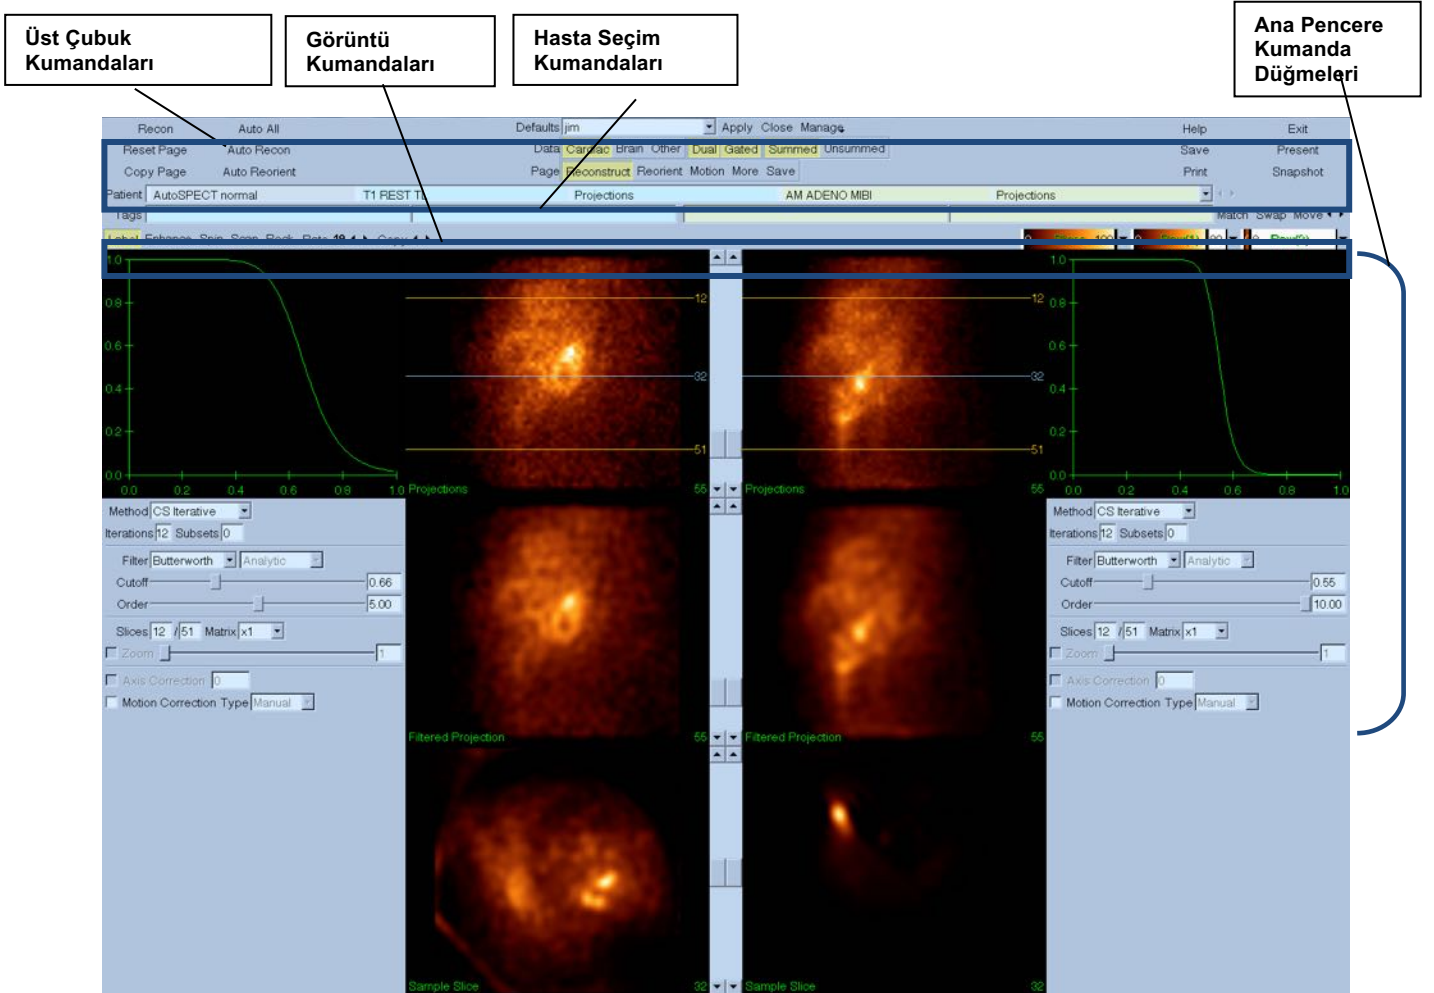 Üst Çubuk
Kumandaları
Görüntü
Kumandaları
Hasta Seçim
Kumandaları
Ana Pencere
Kumanda
Düğmeleri
Recon Auto All Defaults jim Apply Close Manage Help Exit
Reset Page Auto Recon Data Cardiac Brain Other Dual Gated Summed Unsummed Save Present
Copy Page Auto Reorient Page Reconstruct Reorient Motion More Save Print Snapshot
Patient AutoSPECT normal T1 REST TL Projections AM ADENO MIBI Projections
Tags Match Swap Move
1.0
0.8
0.6
0.4
0.2
0.0
0.0 0.2 0.4 0.6 0.8 1.0
12
32
51
Projections 55
12
32
51
Projections 55
1.0
0.8
0.6
0.4
0.2
0.0
0.0 0.2 0.4 0.6 0.8 1.0
Method CS Iterative
Iterations 12 Subsets 0
Filter Butterworth Analytic
Cutoff 0.66
Order 5.00
Slices 12 / 51 Matrix x1
Zoom 1
Axis Correction 0
Motion Correction Type Manual
Filtered Projection 55
Filtered Projection 55
Method CS Iterative
Iterations 12 Subsets 0
Filter Butterworth Analytic
Cutoff 0.55
Order 10.00
Slices 12 / 51 Matrix x1
Zoom 1
Axis Correction 0
Motion Correction Type Manual
Sample Slice 32
Sample Slice 32